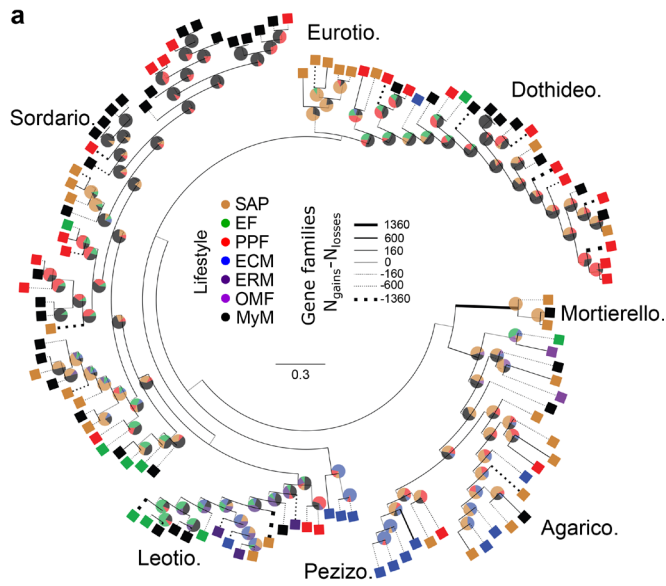 a
Eurotio.
Dothideo.
Sordario.
Lifestyle
SAP
EF
PPF
ECM
ERM
OMF
MyM
Gene families
Ngains-Nlosses
1360
600
160
0
-160
-600
-1360
0.3
Mortierello.
Agarico.
Pezizo.
Leotio.